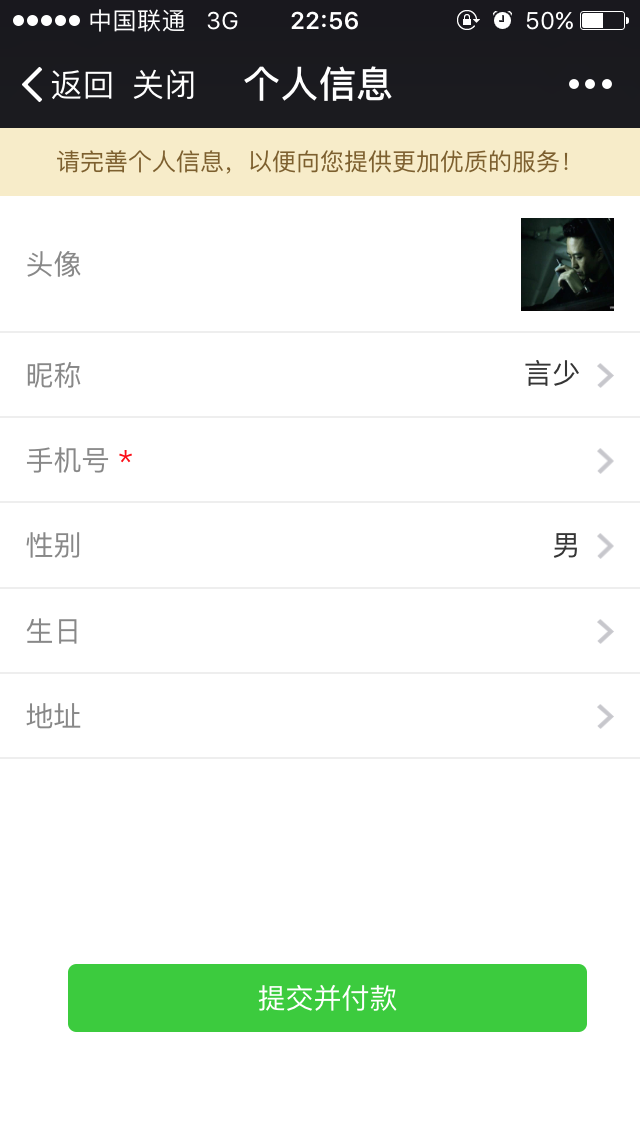 中国联通 3G 22:56 50%
返回 关闭 个人信息
请完善个人信息，以便向您提供更加优质的服务！
头像
昵称 言少
手机号 *
性别 男
生日
地址
提交并付款